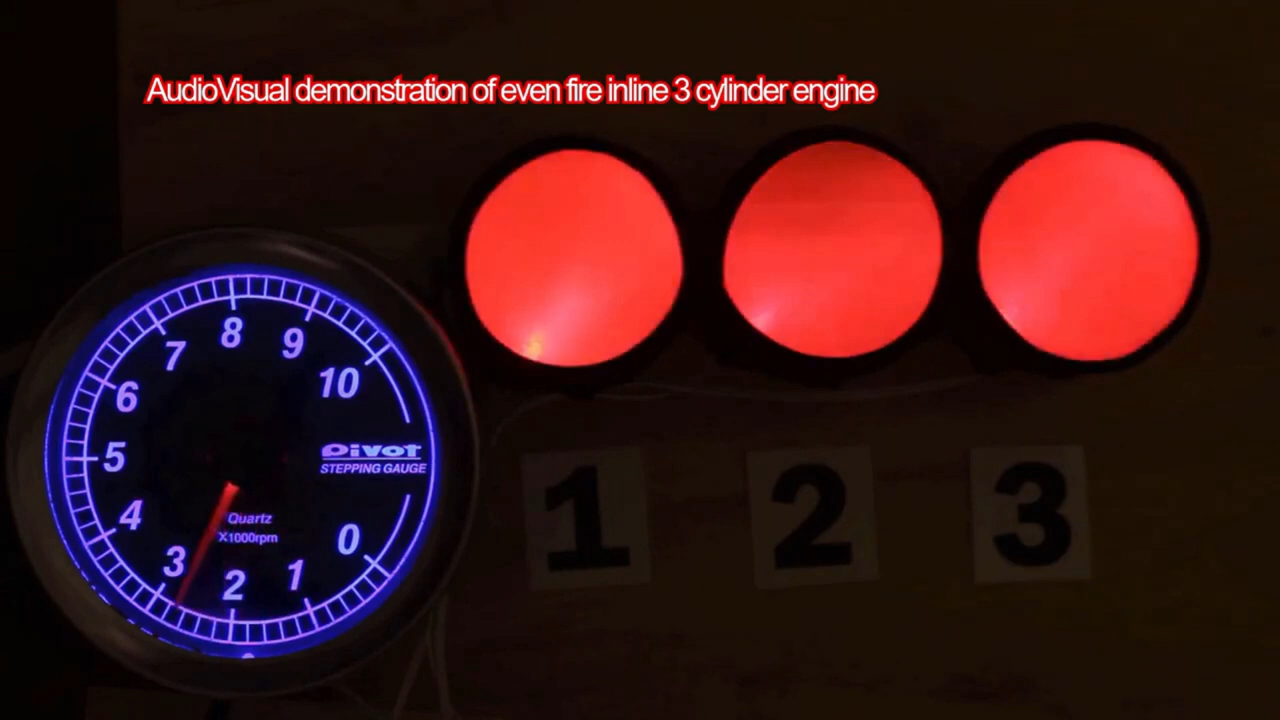 AudioVisual demonstration of even fire inline 3 cylinder engine
8
7 9
6 10
5
Pivot
STEPPING GAUGE
4
Quartz
X1000rpm
3 0
2 1
1 2 3